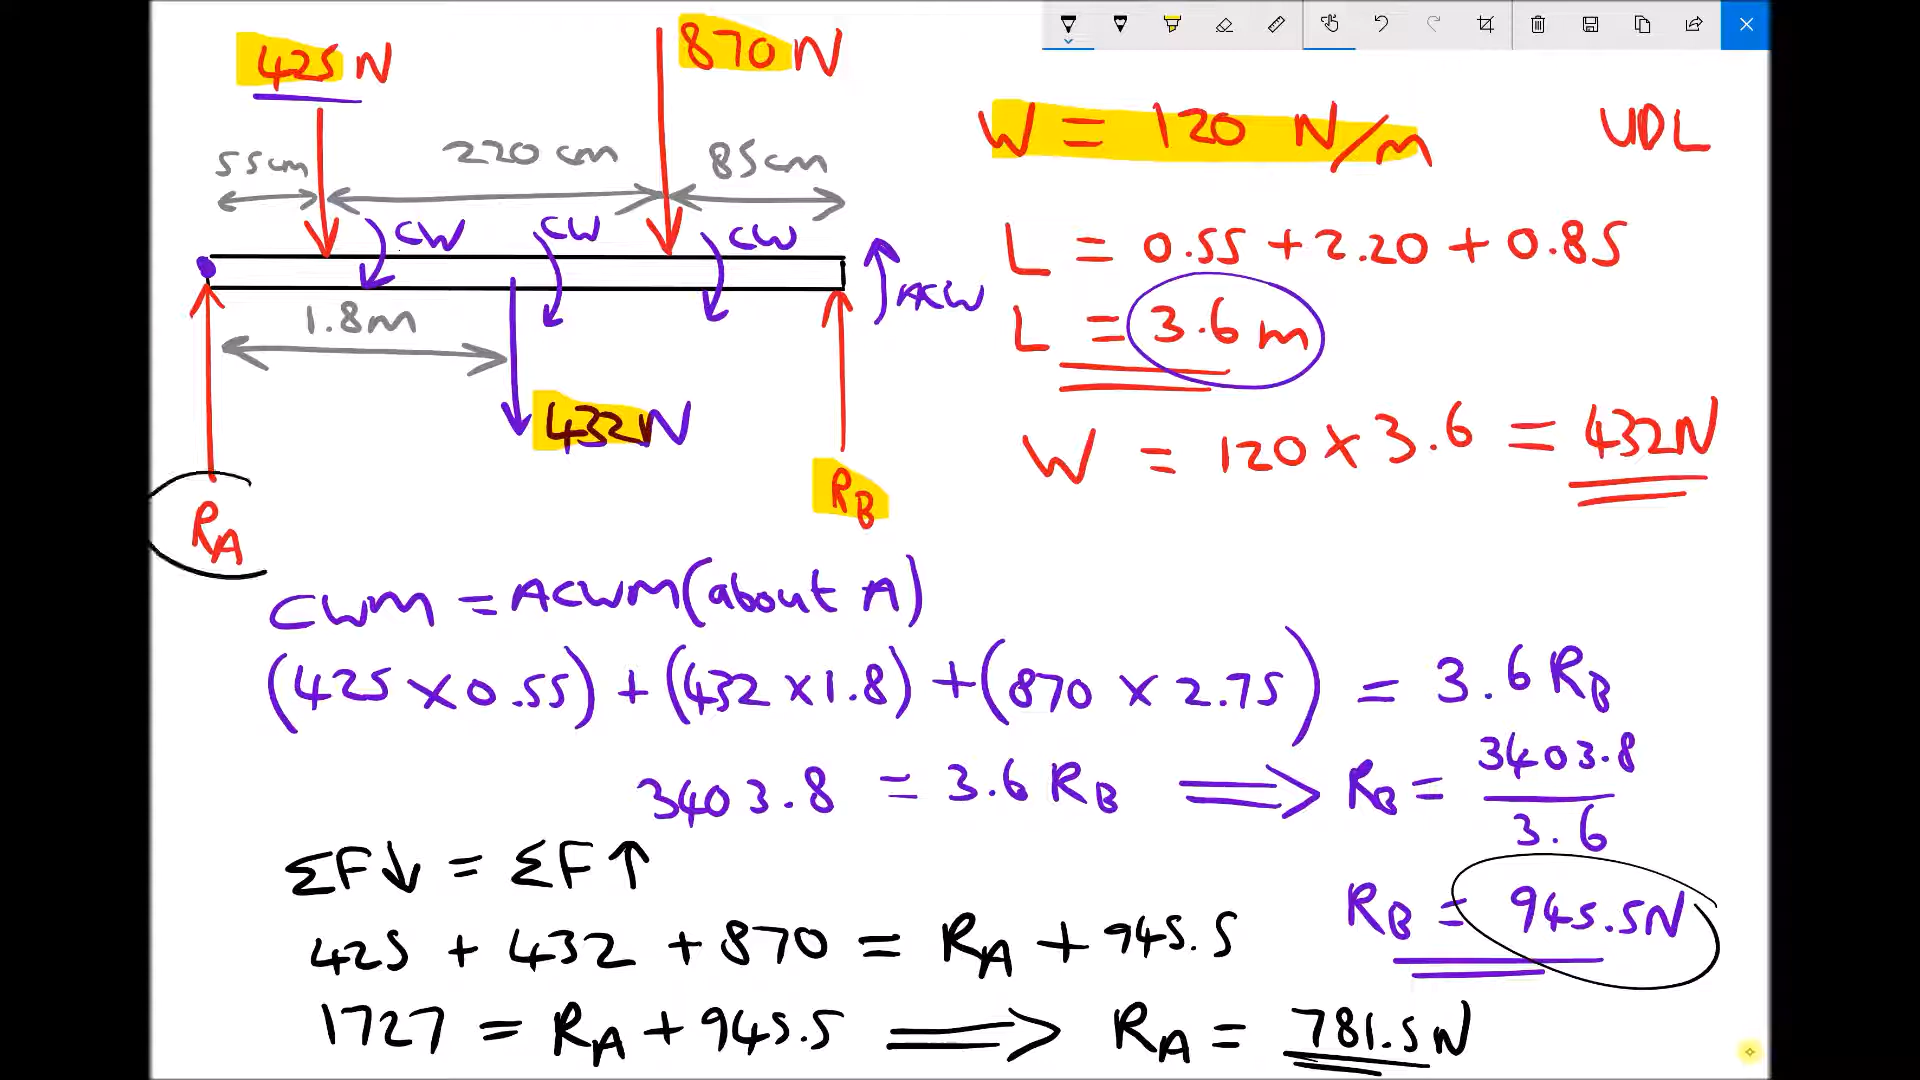 425 N
870 N
W = 120 N/m UDL
55cm
220 cm
85cm
L = 0.55 + 2.20 + 0.85
CW
CW
CW
ACW
1.8m
L = 3.6 m
432N
W = 120 × 3.6 = 432N
RA
RB
CWM = ACWM (about A)
(425 × 0.55) + (432 × 1.8) + (870 × 2.75) = 3.6 RB
3403.8 = 3.6 RB ⟹ RB = 3403.8 / 3.6
ΣF↓ = ΣF↑
RB = 945.5N
425 + 432 + 870 = RA + 945.5
1727 = RA + 945.5 ⟹ RA = 781.5N